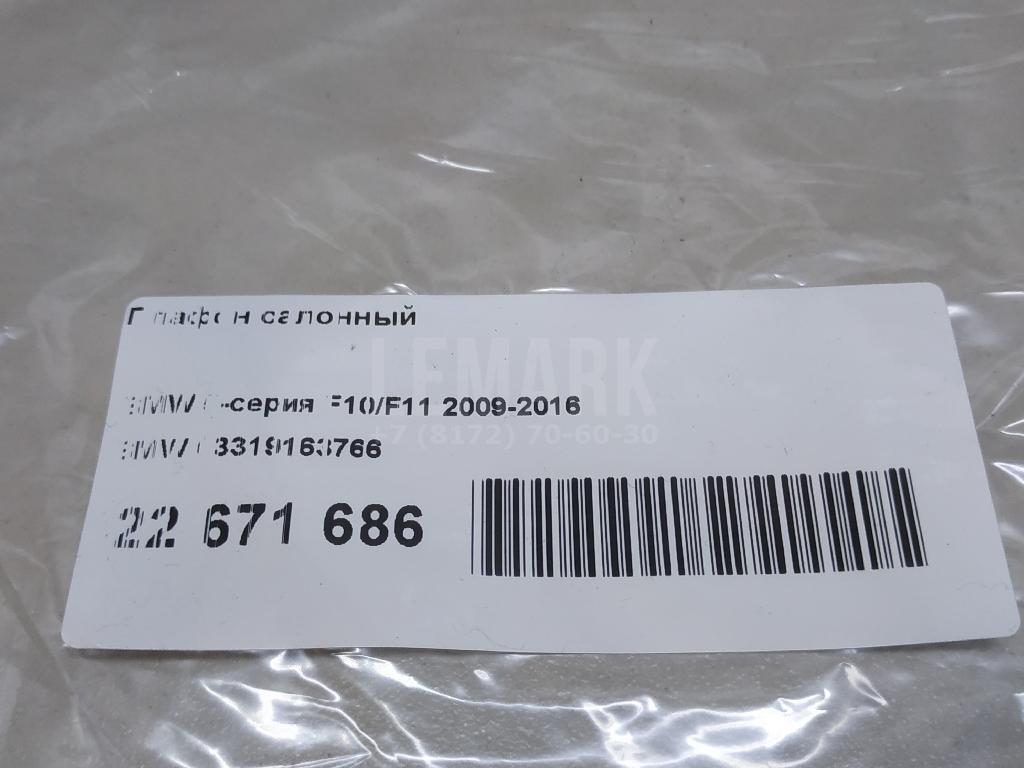 Плафон салонный
LEMARK
BMW 5-серия F10/F11 2009-2016
+7 (8172) 70-60-30
BMW 63319163766
22 671 686